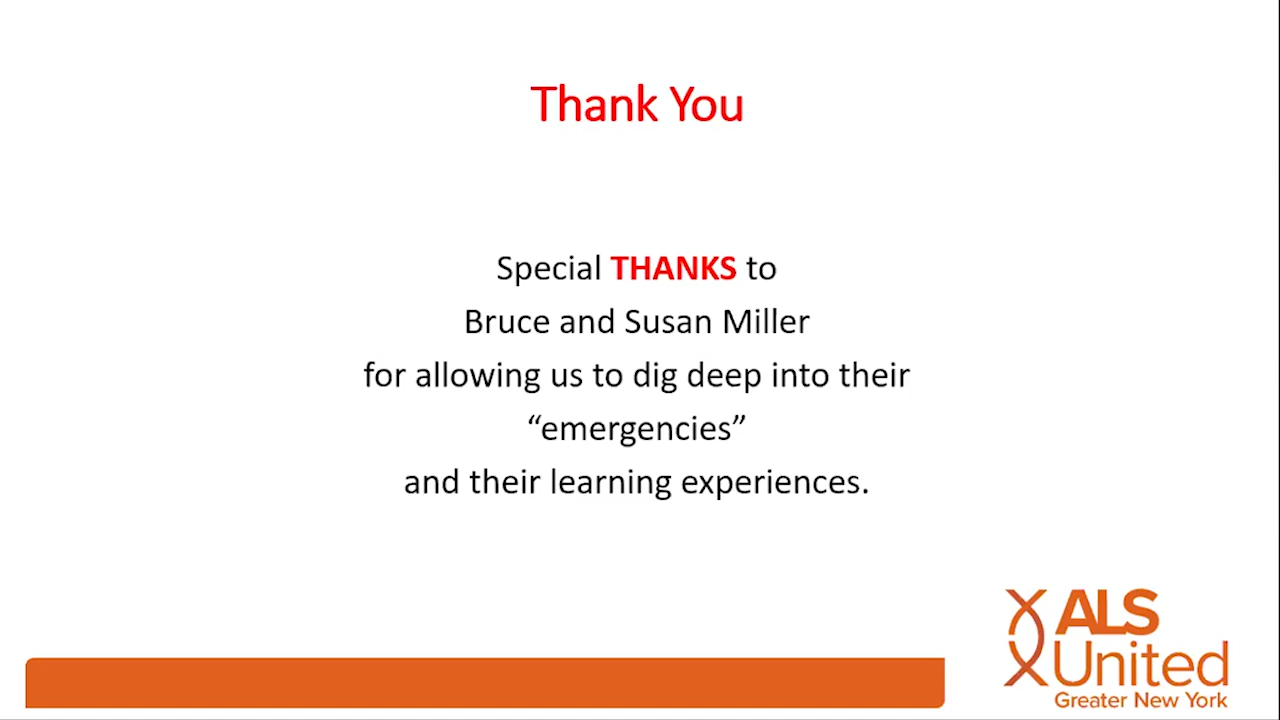 Thank You
Special THANKS to
Bruce and Susan Miller
for allowing us to dig deep into their
“emergencies”
and their learning experiences.
ALS
United
Greater New York